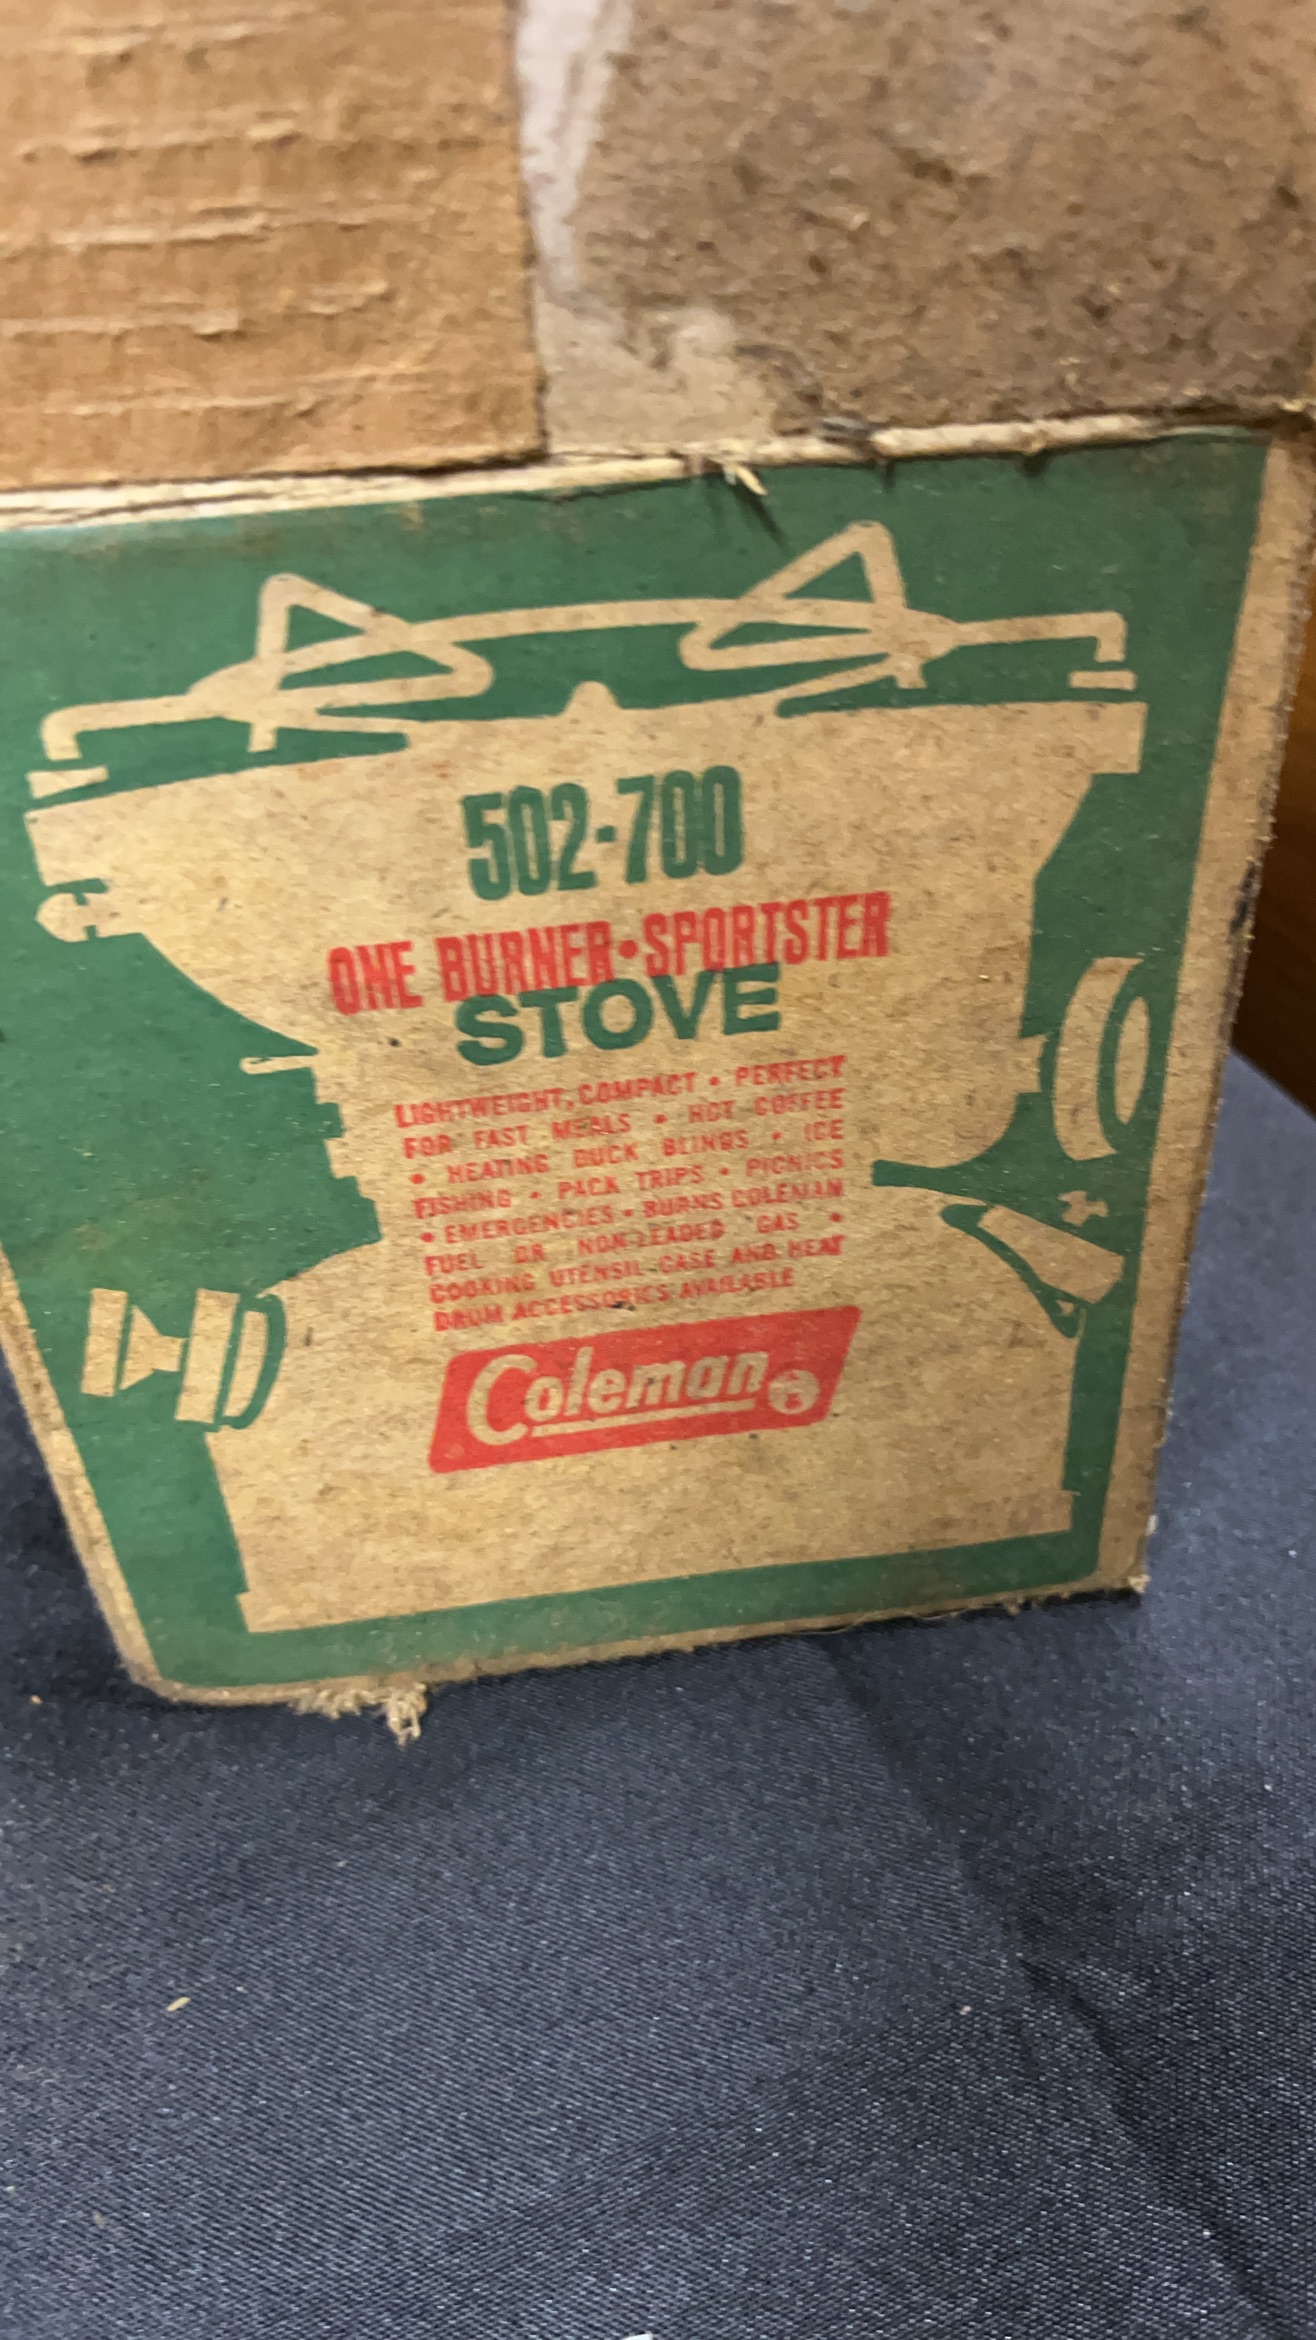 502-700
ONE BURNER•SPORTSTER
STOVE
LIGHTWEIGHT, COMPACT • PERFECT
FOR FAST MEALS • HOT COFFEE
• HEATING DUCK BLINDS • ICE
FISHING • PACK TRIPS • PICNICS
• EMERGENCIES • BURNS COLEMAN
FUEL OR NON-LEADED GAS •
COOKING UTENSIL CASE AND HEAT
DRUM ACCESSORIES AVAILABLE
Coleman